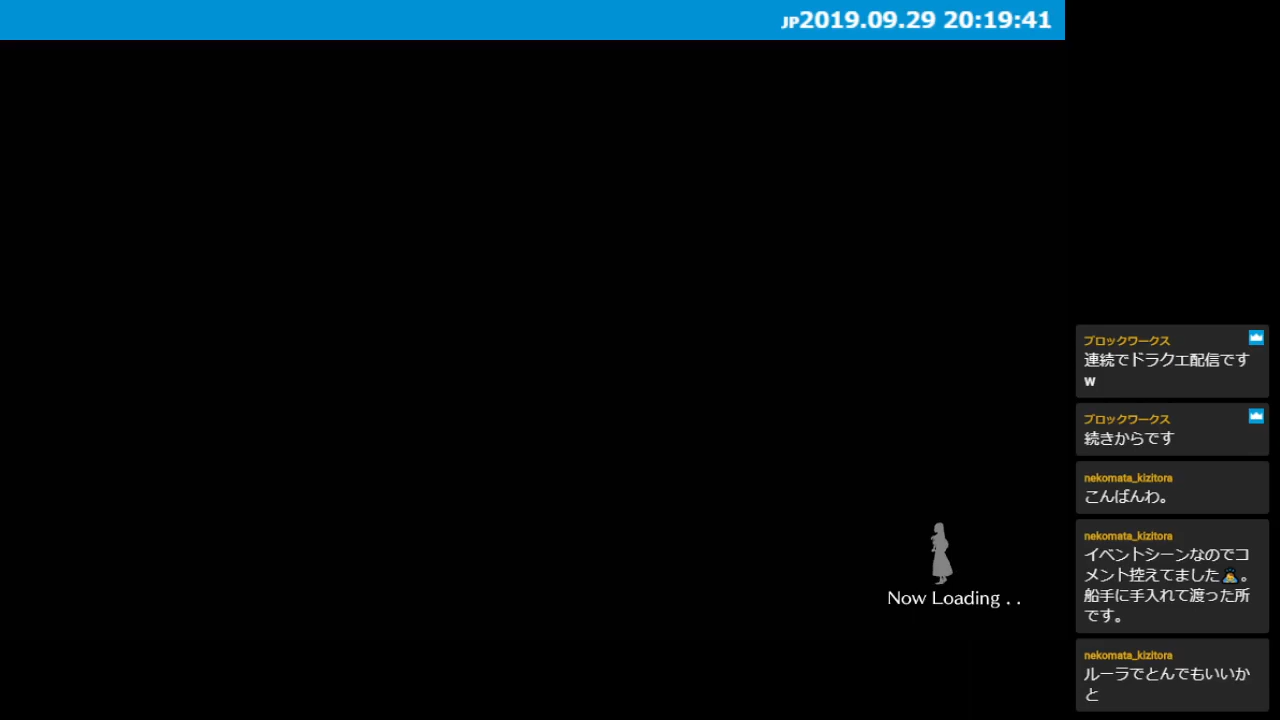 JP2019.09.29 20:19:41
ブロックワークス
連続でドラクエ配信です
w
ブロックワークス
続きからです
nekomata_kizitora
こんばんわ。
nekomata_kizitora
イベントシーンなのでコ
メント控えてました🙇。
船手に手入れて渡った所
です。
nekomata_kizitora
ルーラでとんでもいいか
と
Now Loading . .